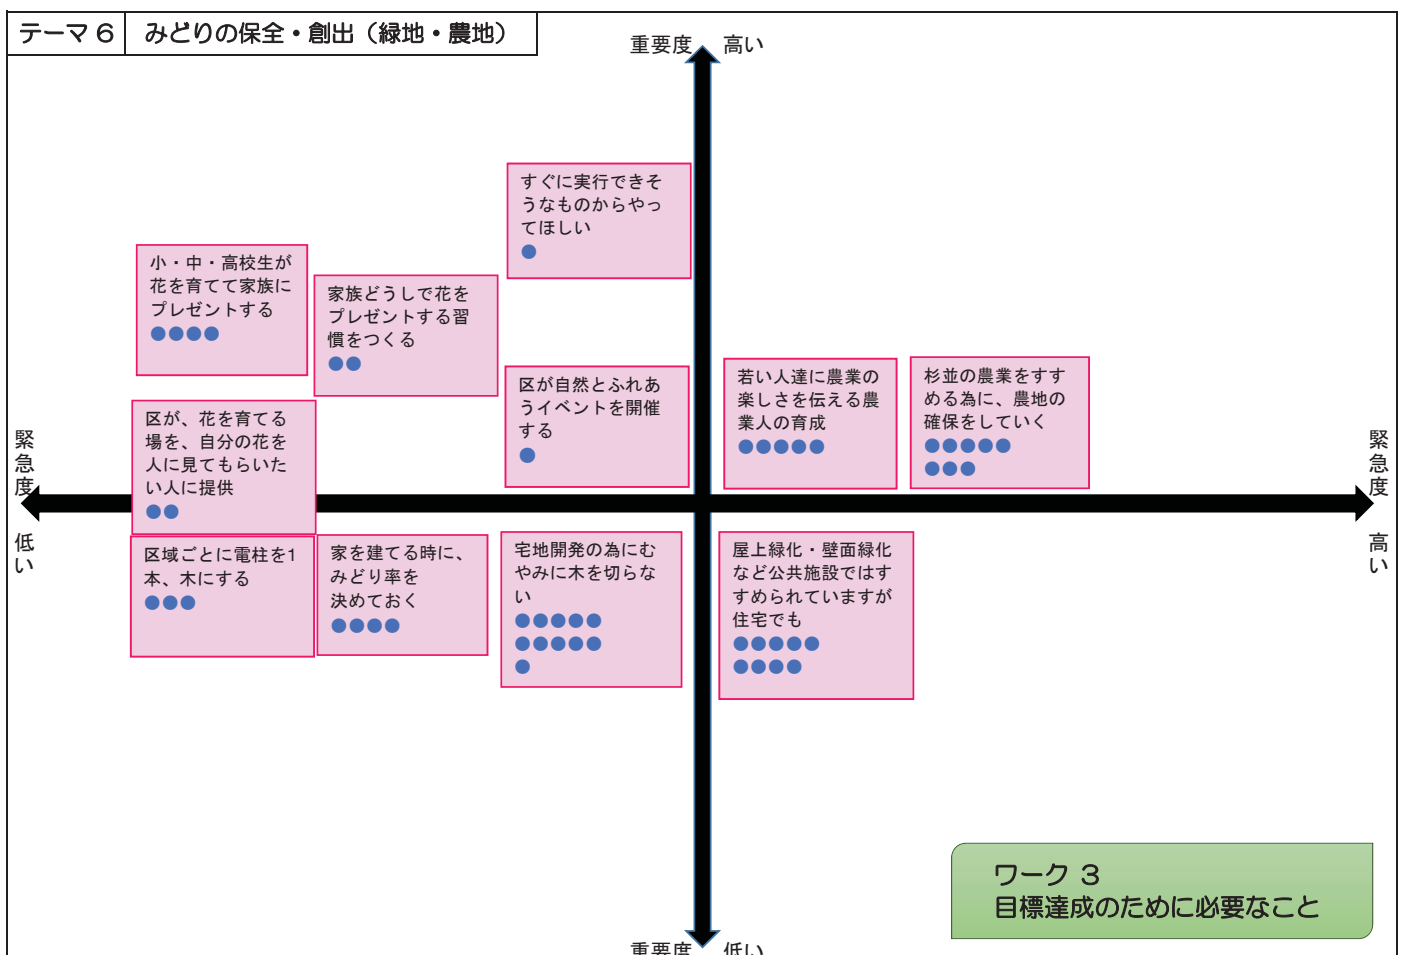 テーマ６ みどりの保全・創出（緑地・農地）
重要度 高い
すぐに実行できそ
うなものからやっ
てほしい
小・中・高校生が
花を育てて家族に
プレゼントする
家族どうしで花を
プレゼントする習
慣をつくる
区が自然とふれあ
うイベントを開催
する
若い人達に農業の
楽しさを伝える農
業人の育成
杉並の農業をすす
める為に、農地の
確保をしていく
区が、花を育てる
場を、自分の花を
人に見てもらいた
い人に提供
緊急度 低い
緊急度 高い
区域ごとに電柱を1
本、木にする
家を建てる時に、
みどり率を
決めておく
宅地開発の為にむ
やみに木を切らな
い
屋上緑化・壁面緑化
など公共施設ではす
すめられていますが
住宅でも
ワーク ３
目標達成のために必要なこと
重要度 低い